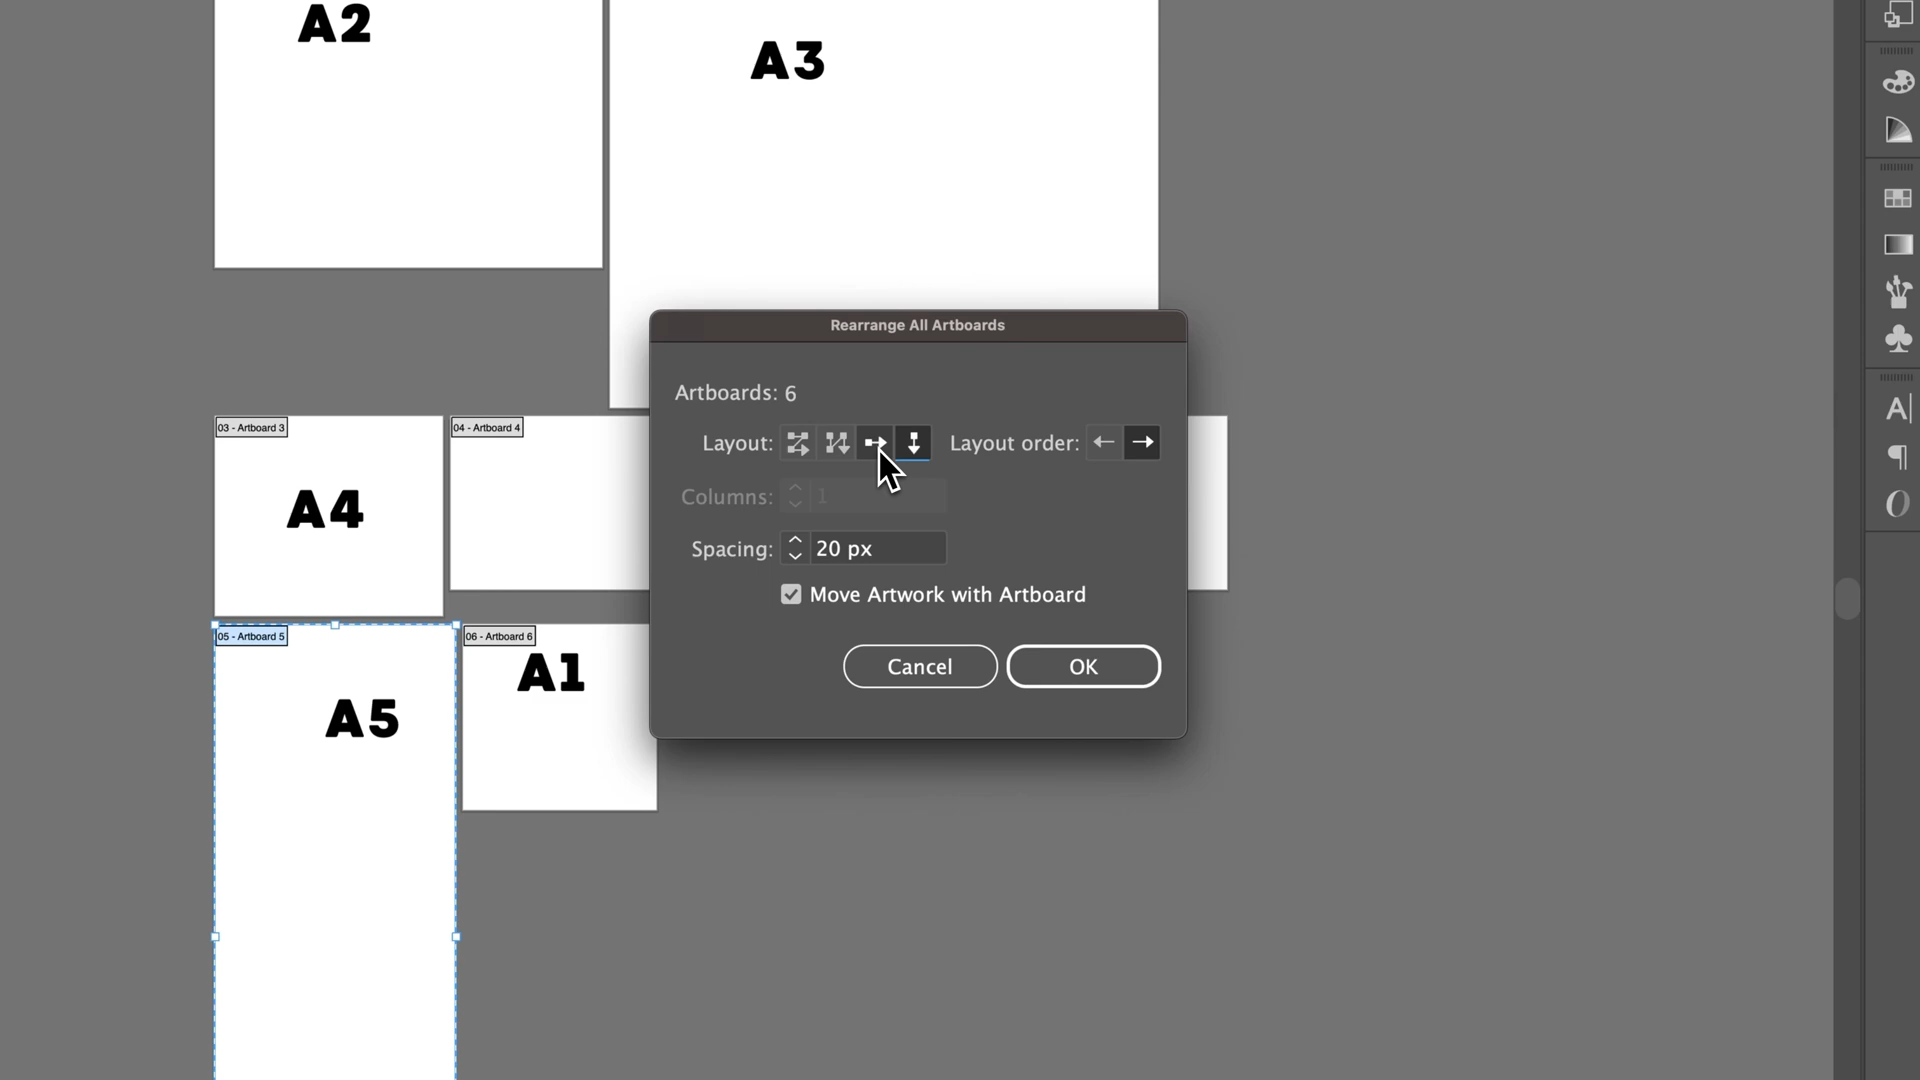 A2
A3
Rearrange All Artboards
Artboards: 6
03 - Artboard 3
04 - Artboard 4
Layout:
Layout order:
A4
Columns:
1
Spacing:
20 px
Move Artwork with Artboard
05 - Artboard 5
06 - Artboard 6
A1
Cancel
OK
A5